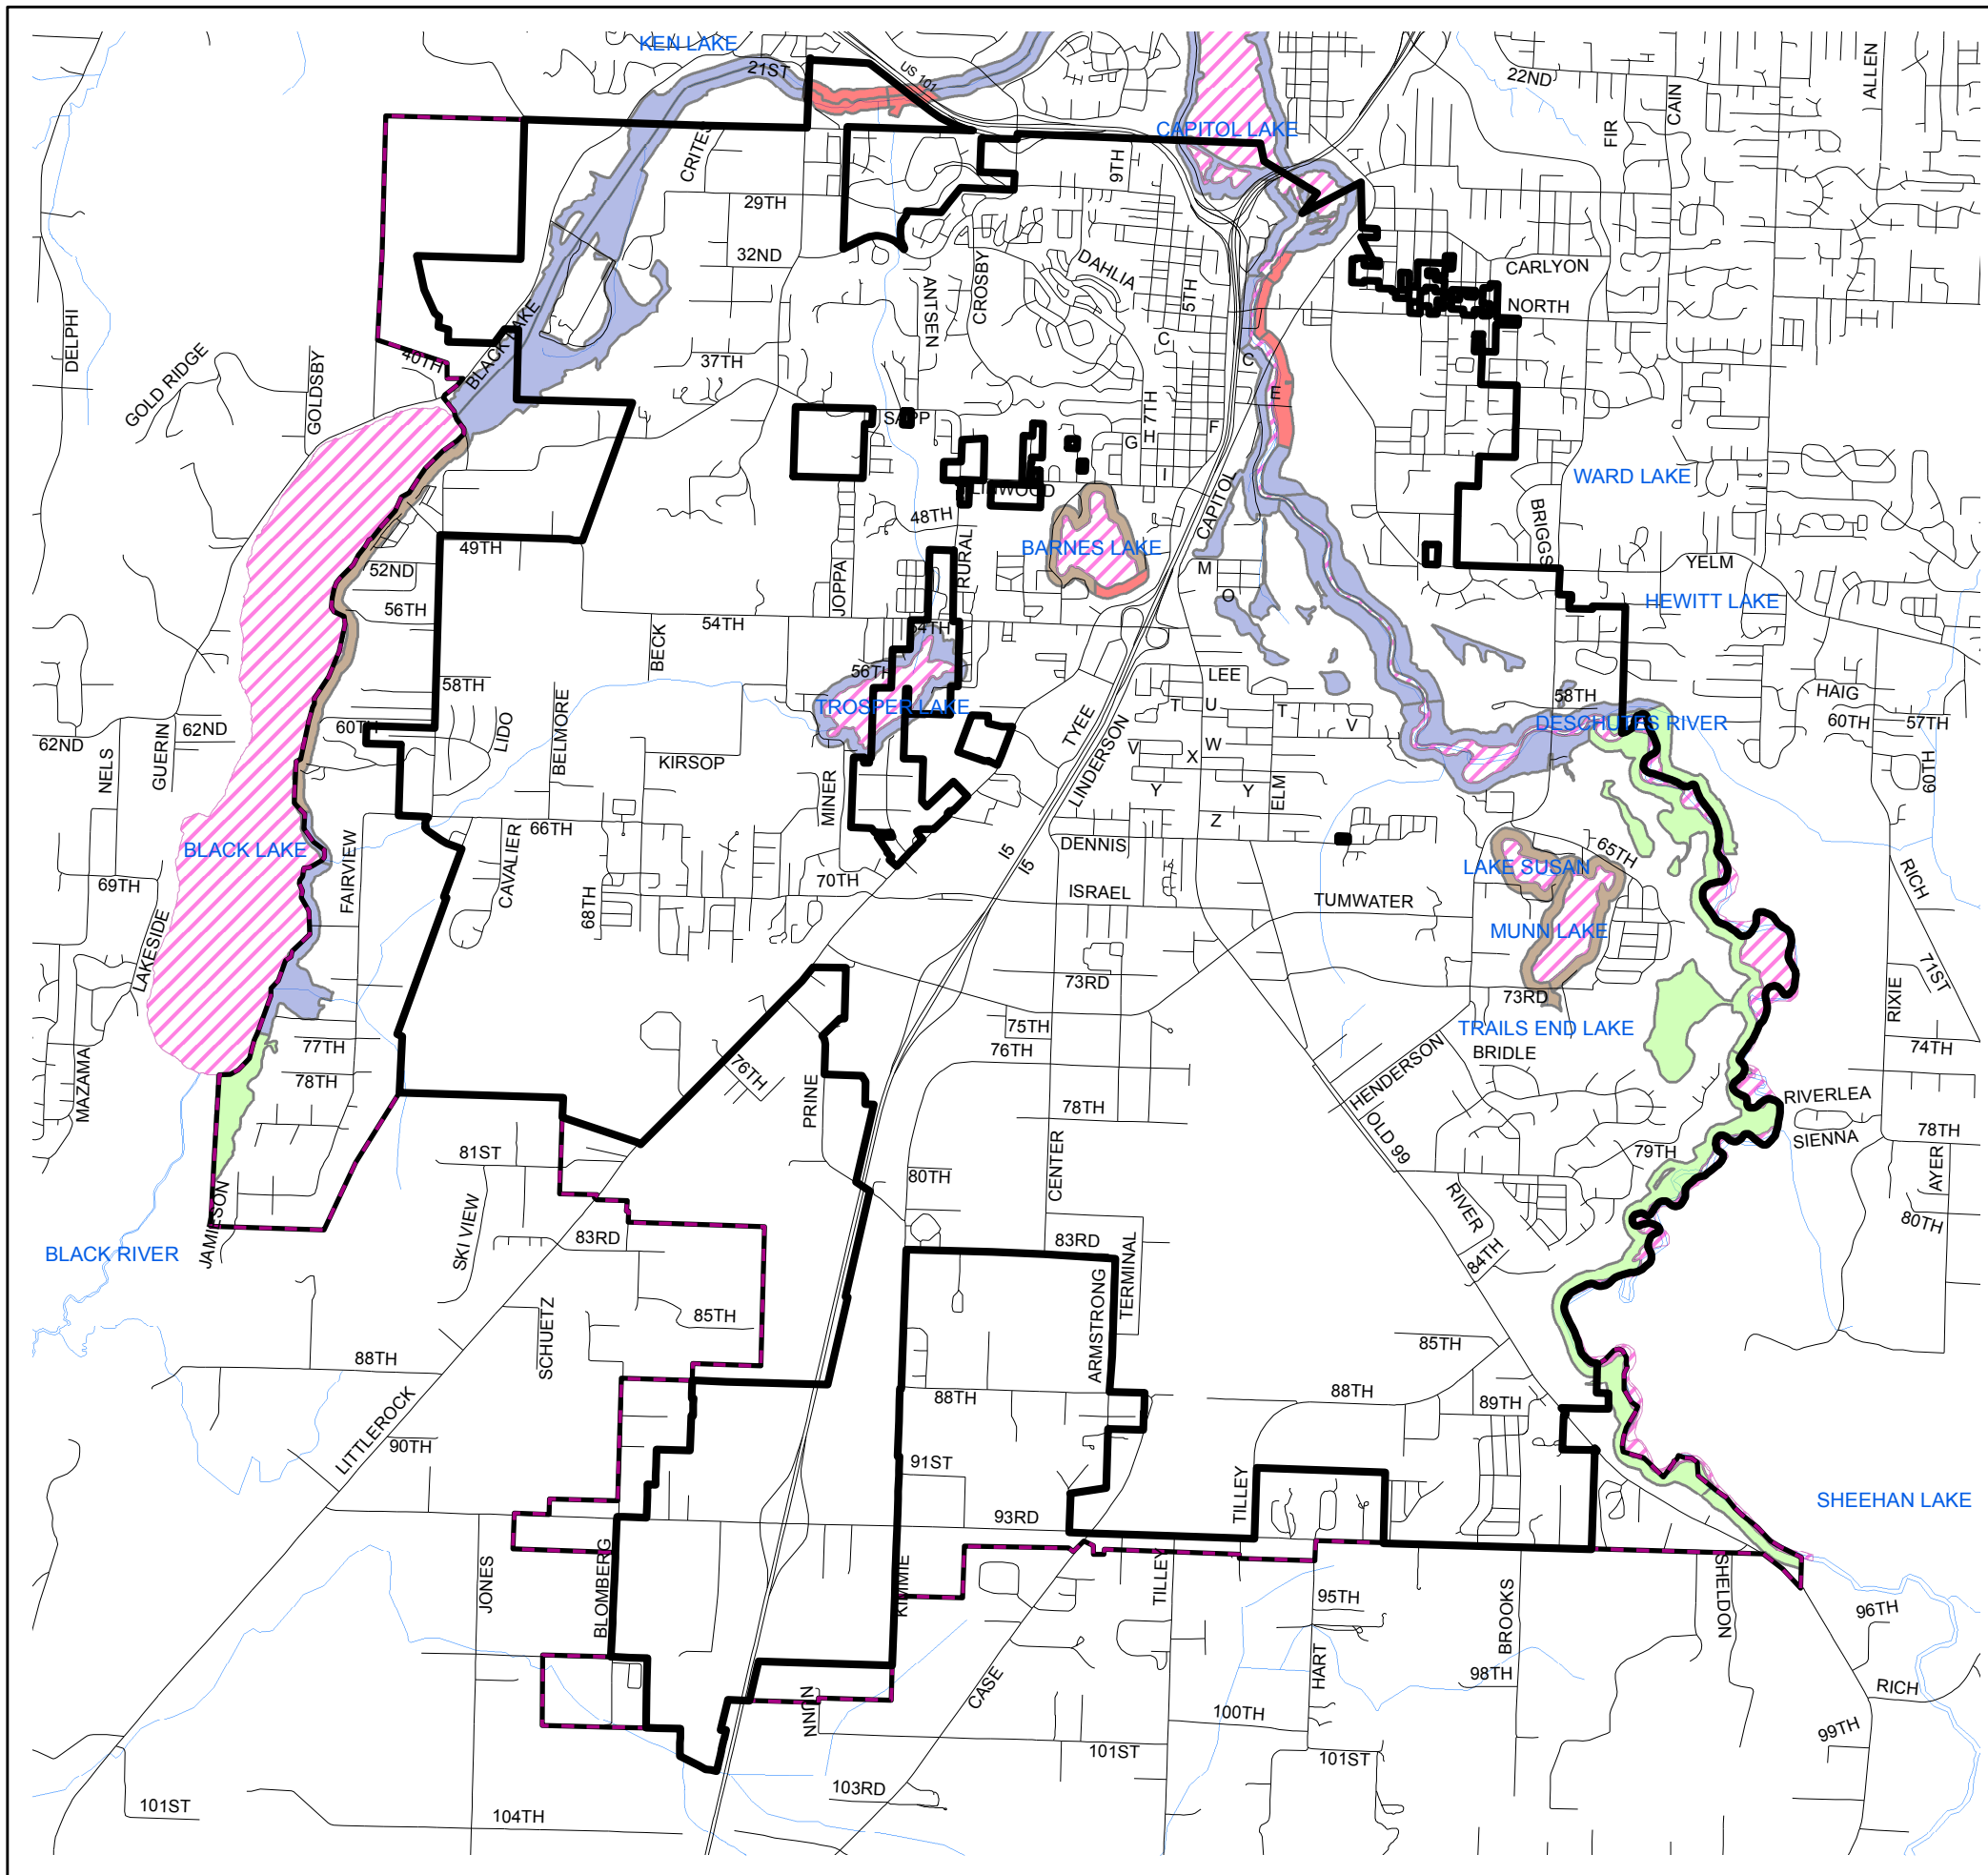 KEN LAKE
21ST
US 101
22ND
CAIN
ALLEN
FIR
CAPITOL LAKE
CRITES
9TH
29TH
32ND
DAHLIA
CROSBY
ANTSEN
5TH
CARLYON
NORTH
DELPHI
GOLD RIDGE
GOLDSBY
40TH
BLACK LAKE
37TH
C
C
E
SAPP
7TH
F
G
H
I
LINWOOD
CAPITOL
WARD LAKE
BRIGGS
48TH
49TH
BARNES LAKE
52ND
JOPPA
RURAL
M
O
YELM
56TH
54TH
54TH
HEWITT LAKE
BECK
56TH
58TH
LEE
58TH
HAIG
TROSPER LAKE
T
U
T
V
DESCHUTES RIVER
60TH
57TH
62ND
62ND
60TH
LIDO
BELMORE
TYEE
LINDERSON
V
W
X
NELS
GUERIN
KIRSOP
MINER
Y
Y
ELM
60TH
66TH
Z
BLACK LAKE
FAIRVIEW
CAVALIER
I5
I5
DENNIS
65TH
LAKE SUSAN
RICH
69TH
70TH
68TH
ISRAEL
TUMWATER
MUNN LAKE
LAKESIDE
73RD
73RD
71ST
RIXIE
75TH
TRAILS END LAKE
77TH
76TH
76TH
BRIDLE
74TH
MAZAMA
78TH
PRINE
78TH
HENDERSON
RIVERLEA
SIENNA
78TH
OLD 99
81ST
79TH
80TH
CENTER
AYER
JAMIESON
SKI VIEW
RIVER
80TH
BLACK RIVER
83RD
83RD
TERMINAL
84TH
SCHUETZ
85TH
ARMSTRONG
85TH
88TH
88TH
88TH
89TH
LITTLEROCK
90TH
91ST
TILLEY
93RD
SHEEHAN LAKE
JONES
BLOMBERG
KIMMIE
TILLEY
95TH
BROOKS
SHELDON
96TH
HART
98TH
NUNN
CASE
RICH
100TH
99TH
101ST
101ST
103RD
101ST
104TH